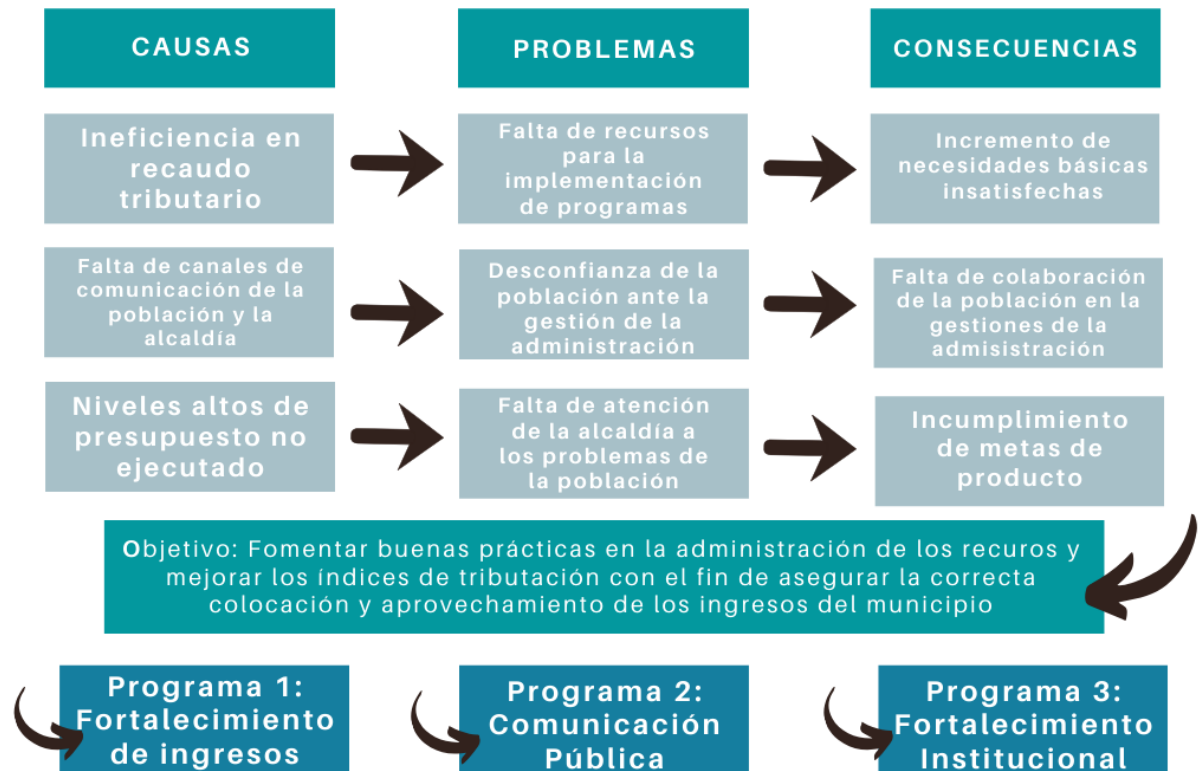 CAUSAS
PROBLEMAS
CONSECUENCIAS
Ineficiencia en
recaudo
tributario
Falta de recursos
para la
implementación
de programas
Incremento de
necesidades básicas
insatisfechas
Falta de canales de
comunicación de la
población y la
alcaldía
Desconfianza de la
población ante la
gestión de la
administración
Falta de colaboración
de la población en la
gestiones de la
admisistración
Niveles altos de
presupuesto no
ejecutado
Falta de atención
de la alcaldía a
los problemas de
la población
Incumplimiento
de metas de
producto
Objetivo: Fomentar buenas prácticas en la administración de los recuros y
mejorar los índices de tributación con el fin de asegurar la correcta
colocación y aprovechamiento de los ingresos del municipio
Programa 1:
Fortalecimiento
de ingresos
Programa 2:
Comunicación
Pública
Programa 3:
Fortalecimiento
Institucional